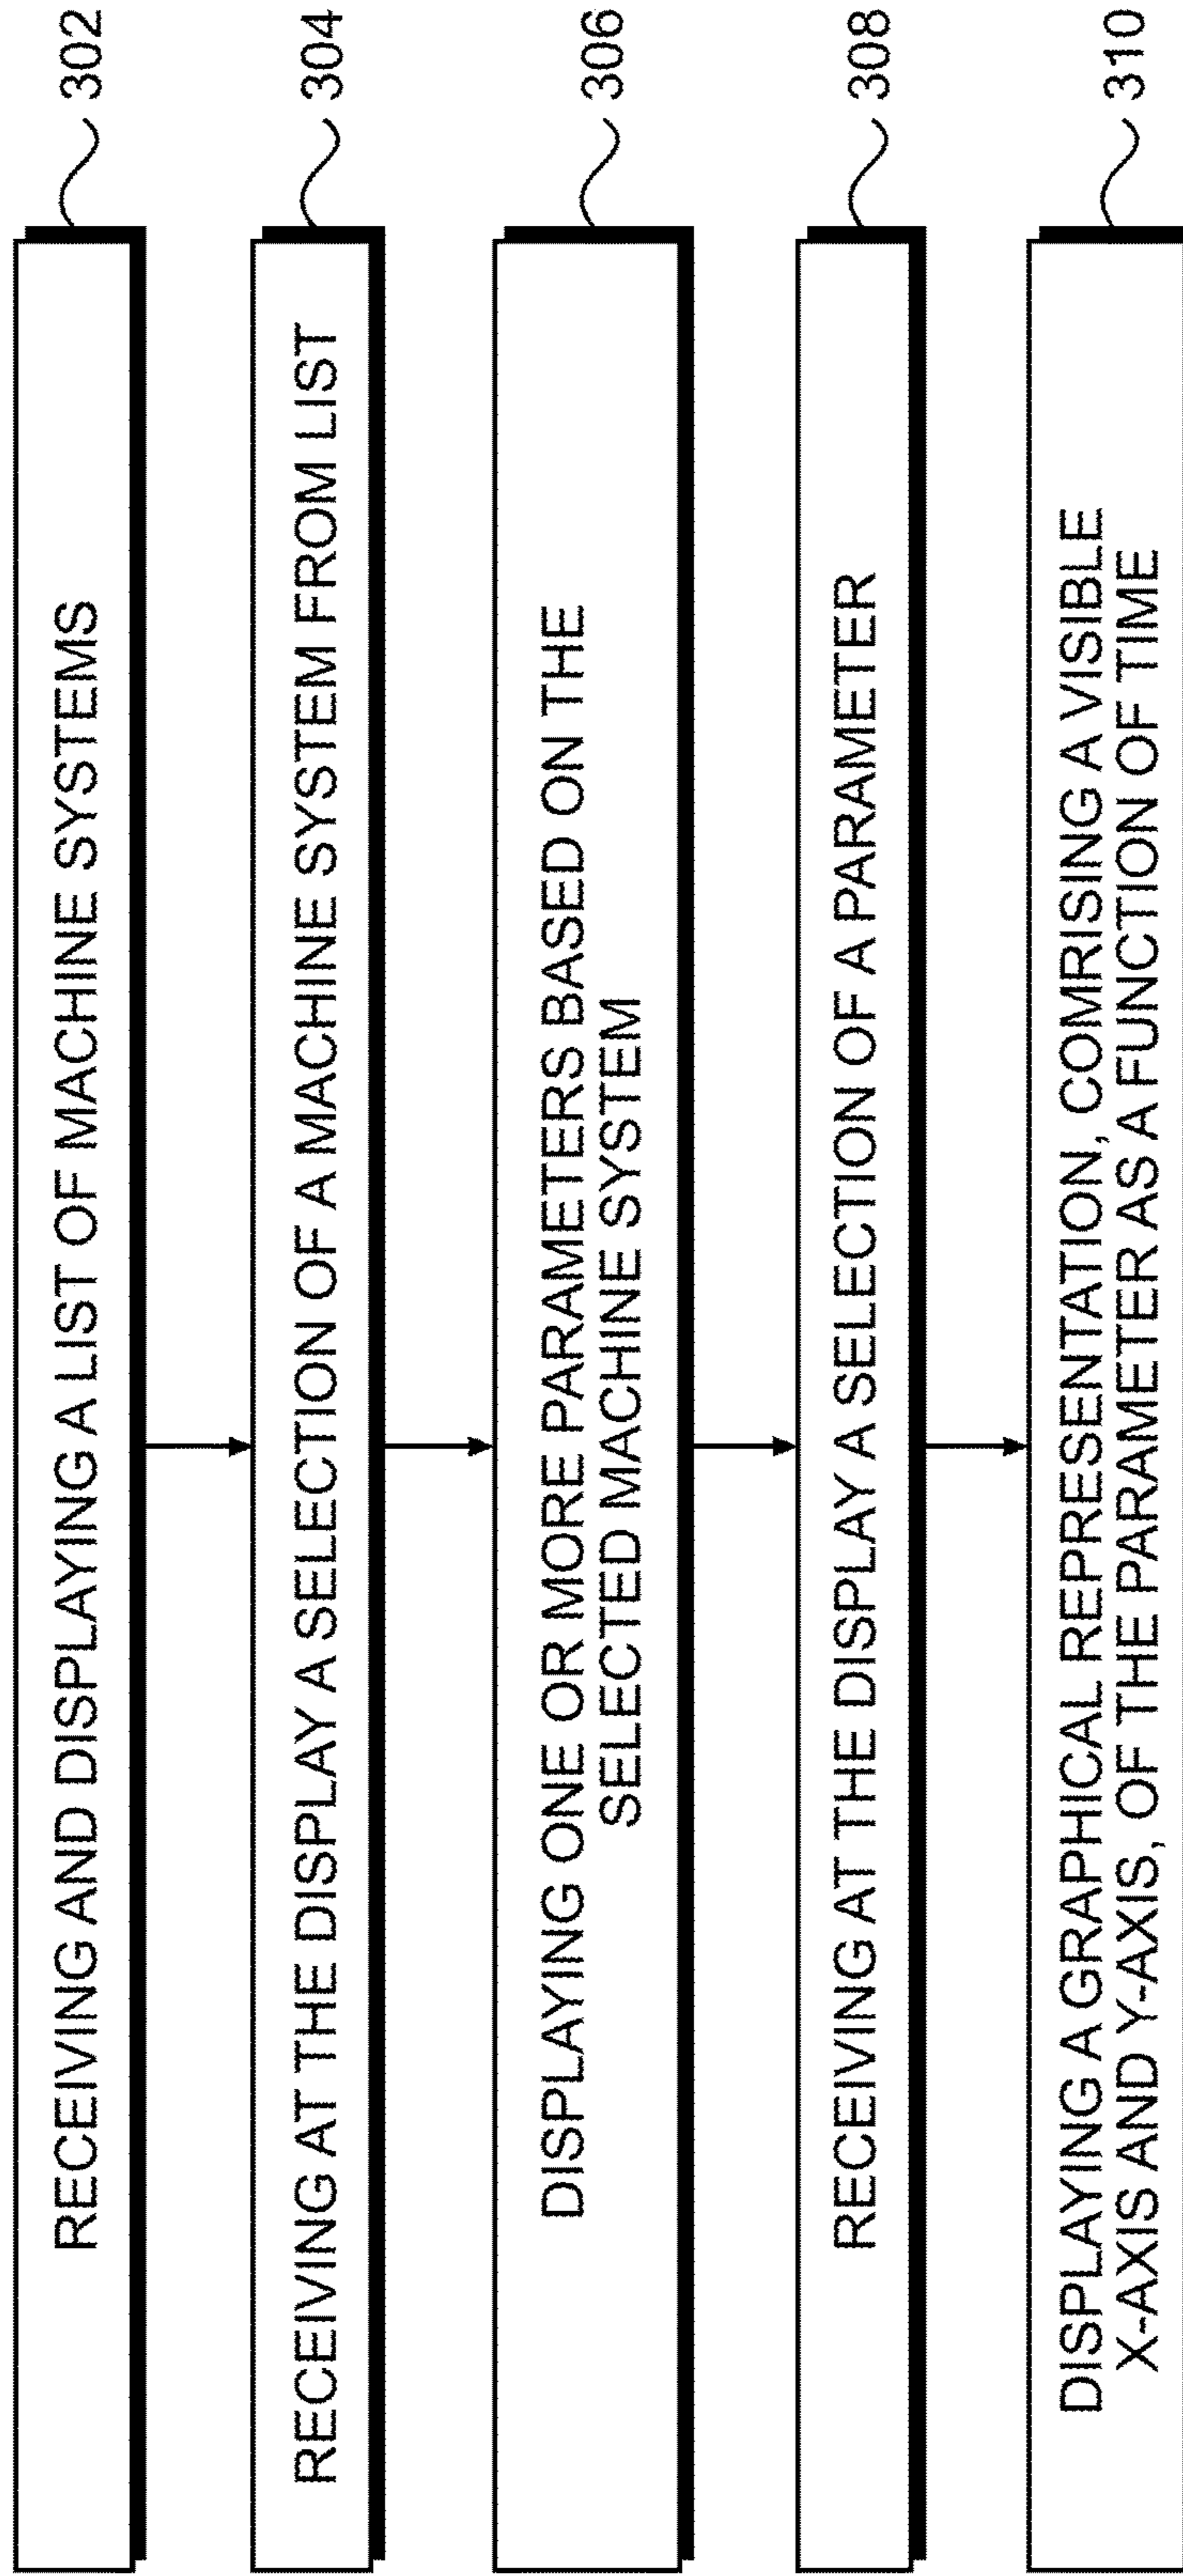 RECEIVING AND DISPLAYING A LIST OF MACHINE SYSTEMS
302
RECEIVING AT THE DISPLAY A SELECTION OF A MACHINE SYSTEM FROM LIST
304
DISPLAYING ONE OR MORE PARAMETERS BASED ON THE
SELECTED MACHINE SYSTEM
306
RECEIVING AT THE DISPLAY A SELECTION OF A PARAMETER
308
DISPLAYING A GRAPHICAL REPRESENTATION, COMRISING A VISIBLE
X-AXIS AND Y-AXIS, OF THE PARAMETER AS A FUNCTION OF TIME
310